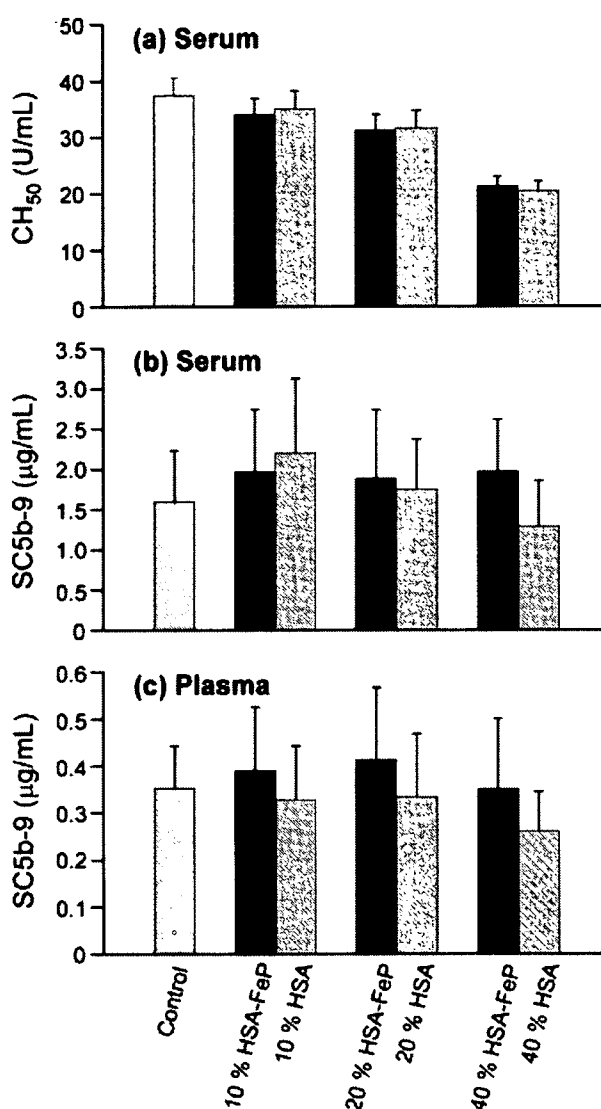 (a) Serum
CH50 (U/mL)
50
40
30
20
10
0
(b) Serum
SC5b-9 (μg/mL)
3.5
3.0
2.5
2.0
1.5
1.0
0.5
0
(c) Plasma
SC5b-9 (μg/mL)
0.6
0.5
0.4
0.3
0.2
0.1
0
Control
10 % HSA-FeP
10 % HSA
20 % HSA-FeP
20 % HSA
40 % HSA-FeP
40 % HSA